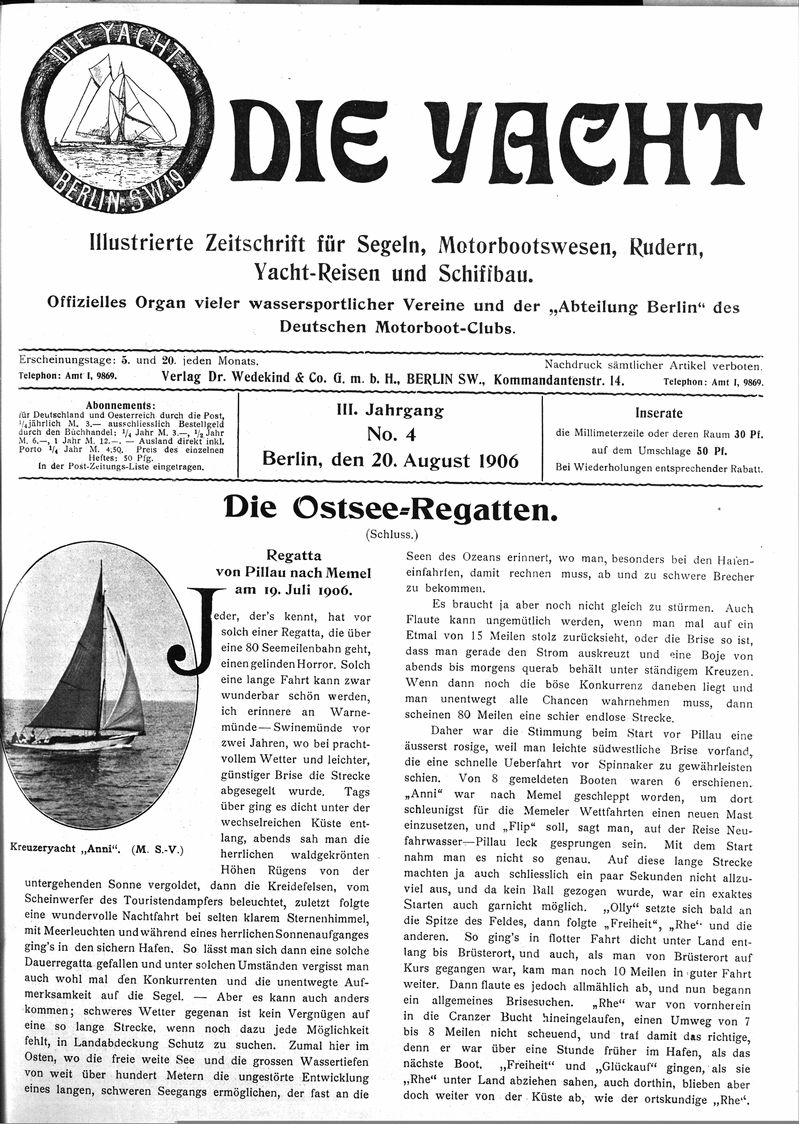 DIE YACHT.
BERLIN. S.W.19.
DIE YACHT
Illustrierte Zeitschrift für Segeln, Motorbootswesen, Rudern,
Yacht-Reisen und Schiffbau.
Offizielles Organ vieler wassersportlicher Vereine und der „Abteilung Berlin“ des
Deutschen Motorboot-Clubs.
Erscheinungstage: 5. und 20. jeden Monats.
Nachdruck sämtlicher Artikel verboten.
Telephon: Amt I, 9869.
Verlag Dr. Wedekind & Co. G. m. b. H., BERLIN SW., Kommandantenstr. 14.
Telephon: Amt I, 9869.
Abonnements:
für Deutschland und Oesterreich durch die Post,
1/4jährlich M. 3.— ausschliesslich Bestellgeld
durch den Büchhandel; 1/4 Jahr M. 3.—, 1/2 Jahr
M. 6.—, 1 Jahr M. 12.—. — Ausland direkt inkl.
Porto 1/4 Jahr M. 4,50. Preis des einzelnen
Heftes: 50 Pfg.
In der Post-Zeitungs-Liste eingetragen.
III. Jahrgang
No. 4
Berlin, den 20. August 1906
Inserate
die Millimeterzeile oder deren Raum 30 Pf.
auf dem Umschlage 50 Pf.
Bei Wiederholungen entsprechender Rabatt.
Die Ostsee-Regatten.
(Schluss.)
Kreuzeryacht „Anni“. (M. S.-V.)
Regatta
von Pillau nach Memel
am 19. Juli 1906.
Jeder, der's kennt, hat vor
solch einer Regatta, die über
eine 80 Seemeilenbahn geht,
einen gelinden Horror. Solch
eine lange Fahrt kann zwar
wunderbar schön werden,
ich erinnere an Warne-
münde—Swinemünde vor
zwei Jahren, wo bei pracht-
vollem Wetter und leichter,
günstiger Brise die Strecke
abgesegelt wurde. Tags
über ging es dicht unter der
wechselreichen Küste ent-
lang, abends sah man die
herrlichen waldgekrönten
Höhen Rügens von der
untergehenden Sonne vergoldet, dann die Kreidefelsen, vom
Scheinwerfer des Touristendampfers beleuchtet, zuletzt folgte
eine wundervolle Nachtfahrt bei selten klarem Sternenhimmel,
mit Meerleuchten und während eines herrlichen Sonnenaufganges
ging's in den sichern Hafen. So lässt man sich dann eine solche
Dauerregatta gefallen und unter solchen Umständen vergisst man
auch wohl mal den Konkurrenten und die unentwegte Auf-
merksamkeit auf die Segel. — Aber es kann auch anders
kommen; schweres Wetter gegenan ist kein Vergnügen auf
eine so lange Strecke, wenn noch dazu jede Möglichkeit
fehlt, in Landabdeckung Schutz zu suchen. Zumal hier im
Osten, wo die freie weite See und die grossen Wassertiefen
von weit über hundert Metern die ungestörte Entwicklung
eines langen, schweren Seegangs ermöglichen, der fast an die
Seen des Ozeans erinnert, wo man, besonders bei den Hafen-
einfahrten, damit rechnen muss, ab und zu schwere Brecher
zu bekommen.
Es braucht ja aber noch nicht gleich zu stürmen. Auch
Flaute kann ungemütlich werden, wenn man mal auf ein
Etmal von 15 Meilen stolz zurücksieht, oder die Brise so ist,
dass man gerade den Strom auskreuzt und eine Boje von
abends bis morgens querab behält unter ständigem Kreuzen.
Wenn dann noch die böse Konkurrenz daneben liegt und
man unentwegt alle Chancen wahrnehmen muss, dann
scheinen 80 Meilen eine schier endlose Strecke.
Daher war die Stimmung beim Start vor Pillau eine
äusserst rosige, weil man leichte südwestliche Brise vorfand,
die eine schnelle Ueberfahrt vor Spinnaker zu gewährleisten
schien. Von 8 gemeldeten Booten waren 6 erschienen.
„Anni“ war nach Memel geschleppt worden, um dort
schleunigst für die Memeler Wettfahrten einen neuen Mast
einzusetzen, und „Flip“ soll, sagt man, auf der Reise Neu-
fahrwasser—Pillau leck gesprungen sein. Mit dem Start
nahm man es nicht so genau. Auf diese lange Strecke
machten ja auch schliesslich ein paar Sekunden nicht allzu-
viel aus, und da kein Ball gezogen wurde, war ein exaktes
Starten auch garnicht möglich. „Olly“ setzte sich bald an
die Spitze des Feldes, dann folgte „Freiheit“, „Rhe“ und die
anderen. So ging's in flotter Fahrt dicht unter Land ent-
lang bis Brüsterort, und auch, als man von Brüsterort auf
Kurs gegangen war, kam man noch 10 Meilen in guter Fahrt
weiter. Dann flaute es jedoch allmählich ab, und nun begann
ein allgemeines Brisesuchen. „Rhe“ war von vornherein
in die Cranzer Bucht hineingelaufen, einen Umweg von 7
bis 8 Meilen nicht scheuend, und traf damit das richtige,
denn er war über eine Stunde früher im Hafen, als das
nächste Boot. „Freiheit“ und „Glückauf“ gingen, als sie
„Rhe“ unter Land abziehen sahen, auch dorthin, blieben aber
doch weiter von der Küste ab, wie der ortskundige „Rhe“.